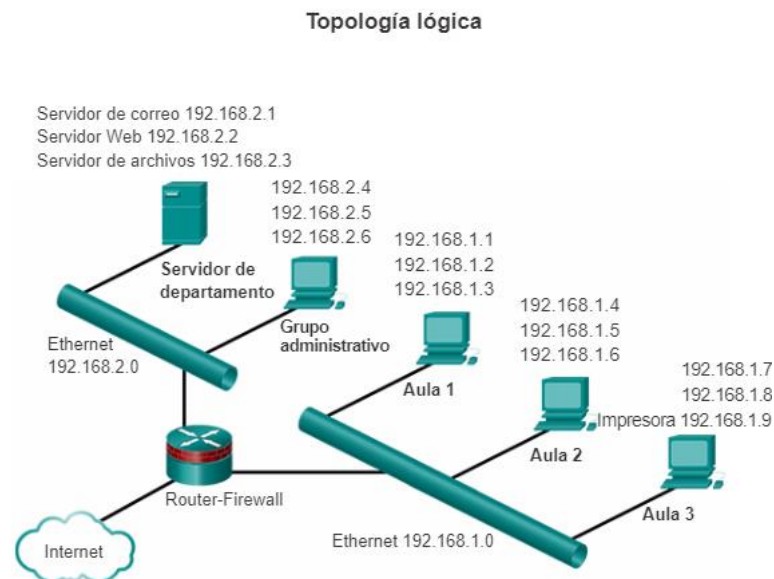 Topología lógica
Servidor de correo 192.168.2.1
Servidor Web 192.168.2.2
Servidor de archivos 192.168.2.3
192.168.2.4
192.168.2.5
192.168.2.6
192.168.1.1
192.168.1.2
192.168.1.3
192.168.1.4
192.168.1.5
192.168.1.6
192.168.1.7
192.168.1.8
Impresora 192.168.1.9
Servidor de
departamento
Grupo
administrativo
Ethernet
192.168.2.0
Aula 1
Aula 2
Aula 3
Router-Firewall
Ethernet 192.168.1.0
Internet